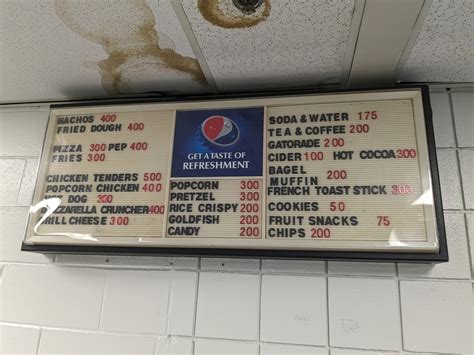 NACHOS 400
FRIED DOUGH 400
PIZZA 300 PEP 400
FRIES 300
CHICKEN TENDERS 500
POPCORN CHICKEN 400
DOG 300
MOZZARELLA CRUNCHER 400
GRILL CHEESE 300
GET A TASTE OF
REFRESHMENT
POPCORN 300
PRETZEL 300
RICE CRISPY 200
GOLDFISH 200
CANDY 200
SODA & WATER 175
TEA & COFFEE 200
GATORADE 200
CIDER 100 HOT COCOA 300
BAGEL
MUFFIN 200
FRENCH TOAST STICK 300
COOKIES 50
FRUIT SNACKS 75
CHIPS 200